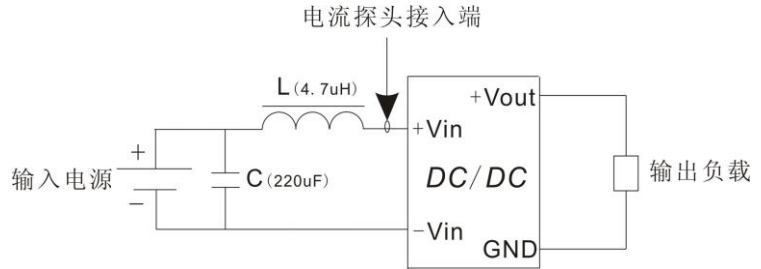 电流探头接入端
L(4.7uH)
+Vout
+Vin
+
输入电源
C(220uF)
DC/DC
输出负载
−
−Vin
GND